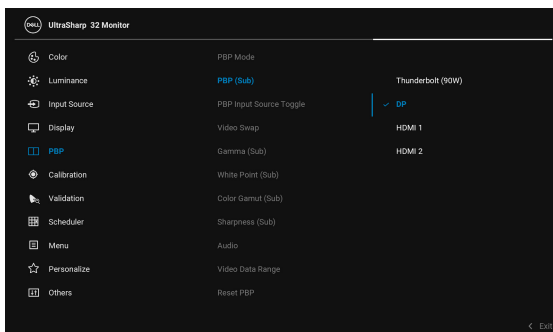 DELL UltraSharp 32 Monitor
Color
Luminance
Input Source
Display
PBP
Calibration
Validation
Scheduler
Menu
Personalize
Others
PBP Mode
PBP (Sub)
PBP Input Source Toggle
Video Swap
Gamma (Sub)
White Point (Sub)
Color Gamut (Sub)
Sharpness (Sub)
Audio
Video Data Range
Reset PBP
Thunderbolt (90W)
DP
HDMI 1
HDMI 2
Exit